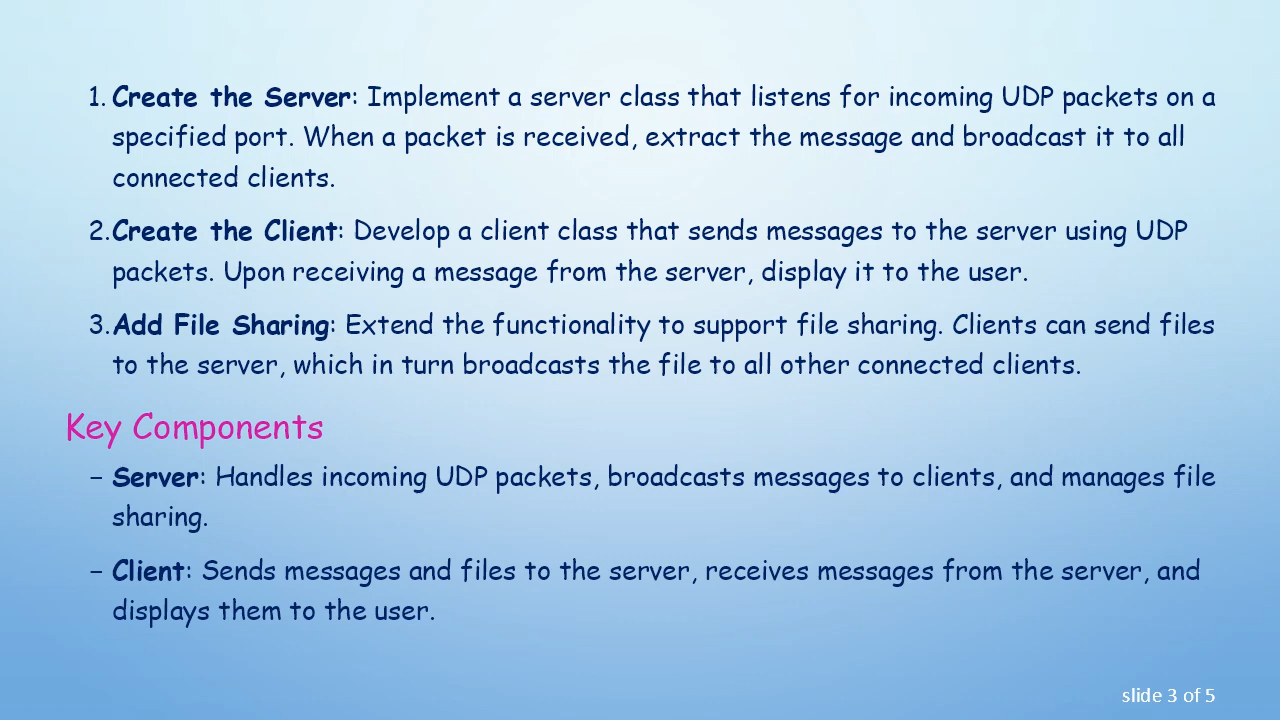 1. Create the Server: Implement a server class that listens for incoming UDP packets on a
specified port. When a packet is received, extract the message and broadcast it to all
connected clients.
2. Create the Client: Develop a client class that sends messages to the server using UDP
packets. Upon receiving a message from the server, display it to the user.
3. Add File Sharing: Extend the functionality to support file sharing. Clients can send files
to the server, which in turn broadcasts the file to all other connected clients.
Key Components
– Server: Handles incoming UDP packets, broadcasts messages to clients, and manages file
sharing.
– Client: Sends messages and files to the server, receives messages from the server, and
displays them to the user.
slide 3 of 5